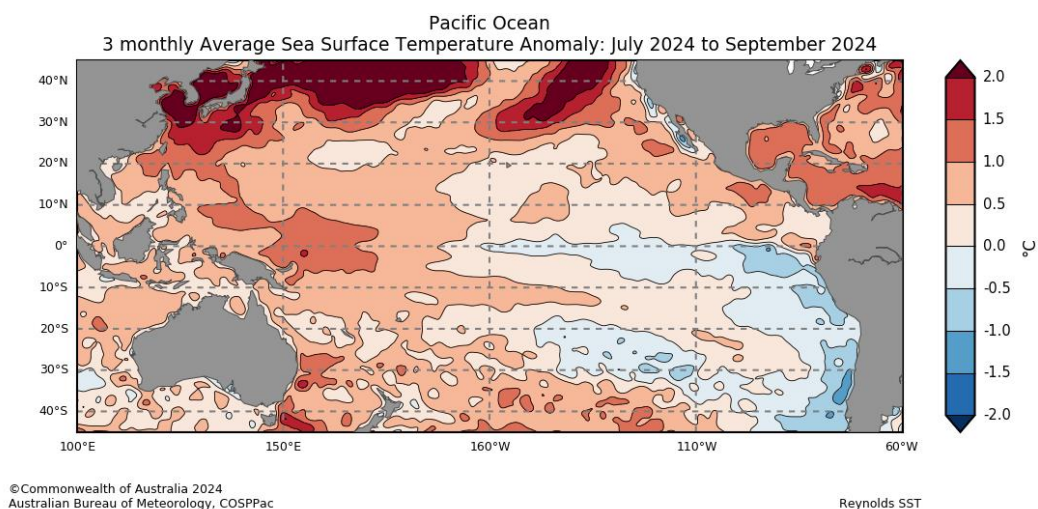 Pacific Ocean
3 monthly Average Sea Surface Temperature Anomaly: July 2024 to September 2024
40°N
30°N
20°N
10°N
0°
10°S
20°S
30°S
40°S
100°E
150°E
160°W
110°W
60°W
2.0
1.5
1.0
0.5
0.0
-0.5
-1.0
-1.5
-2.0
°C
©Commonwealth of Australia 2024
Australian Bureau of Meteorology, COSPPac
Reynolds SST